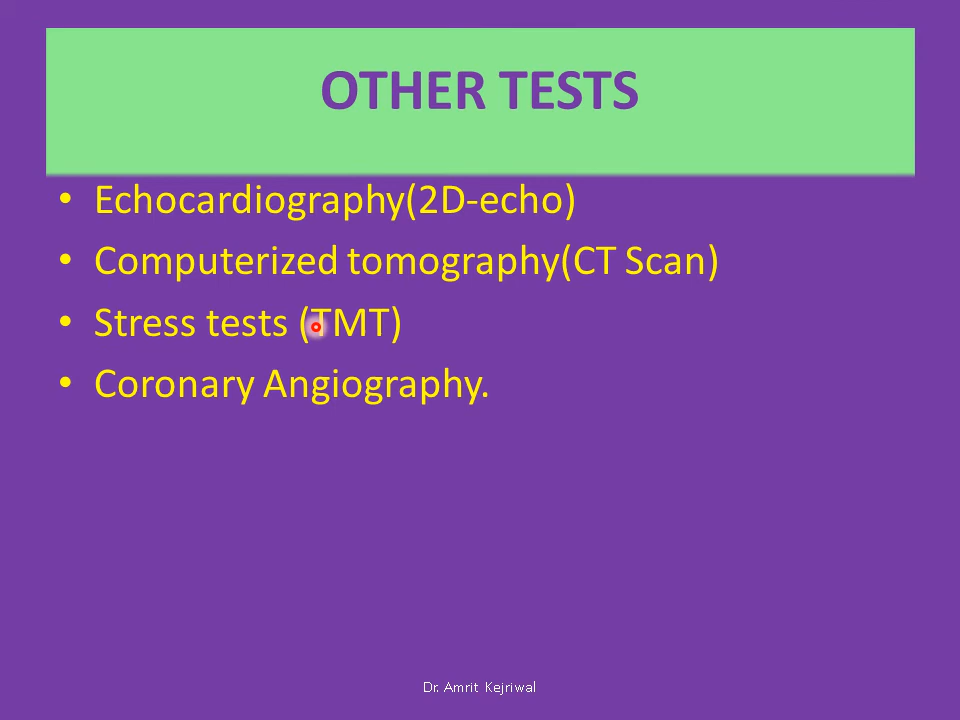 OTHER TESTS
• Echocardiography(2D-echo)
• Computerized tomography(CT Scan)
• Stress tests (TMT)
• Coronary Angiography.
Dr. Amrit Kejriwal